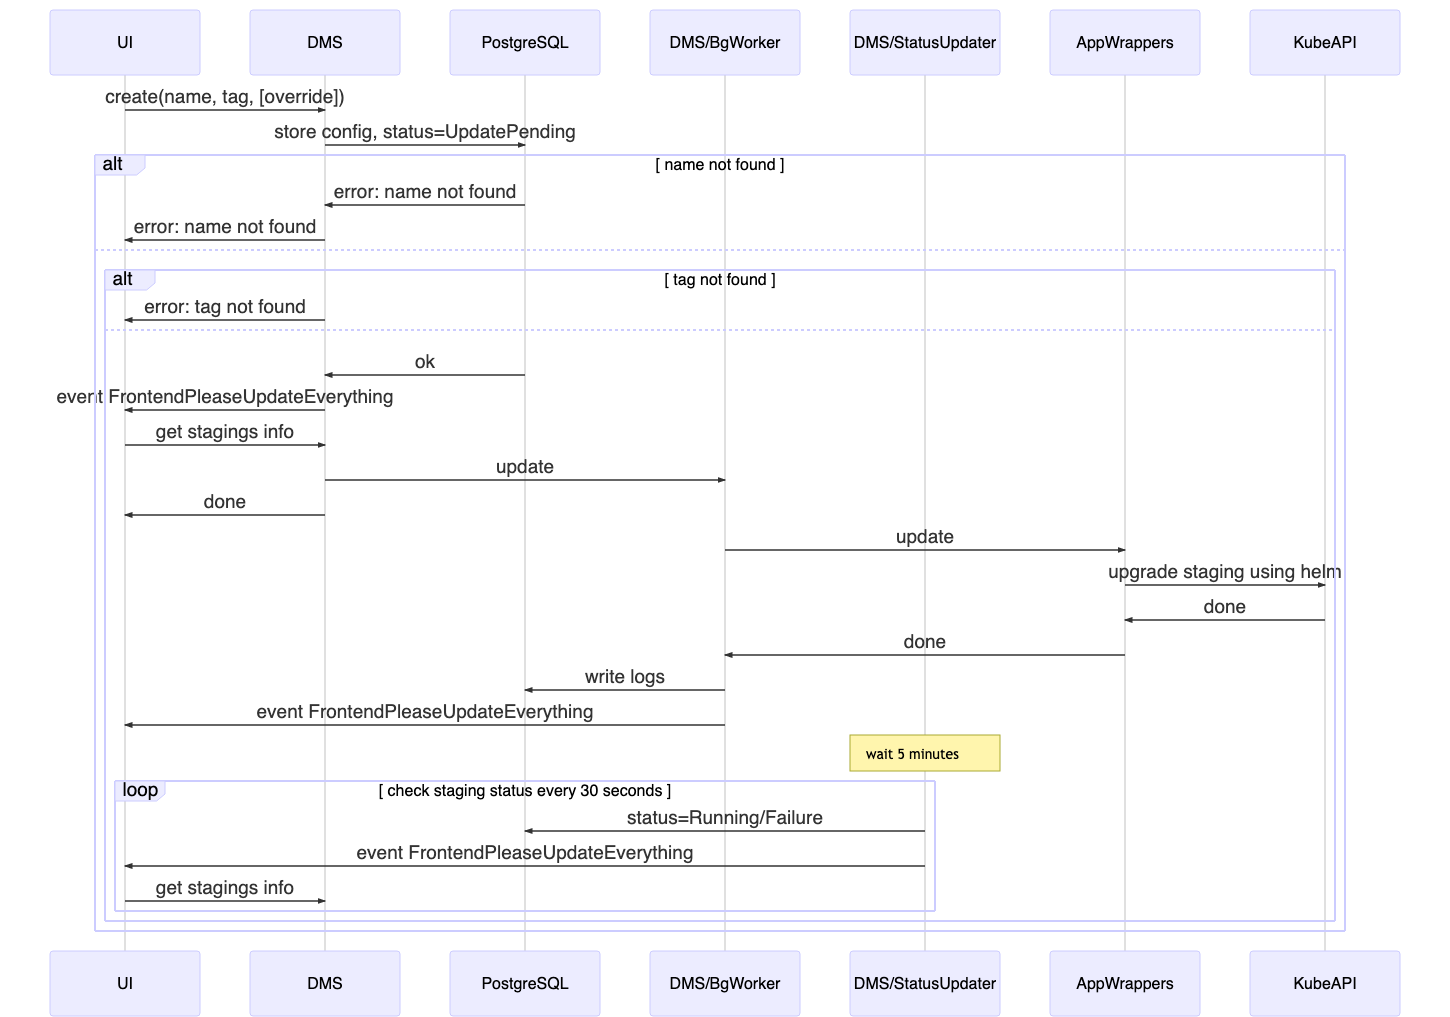 UI
DMS
PostgreSQL
DMS/BgWorker
DMS/StatusUpdater
AppWrappers
KubeAPI
create(name, tag, [override])
store config, status=UpdatePending
alt
[ name not found ]
error: name not found
error: name not found
alt
[ tag not found ]
error: tag not found
ok
event FrontendPleaseUpdateEverything
get stagings info
update
done
update
upgrade staging using helm
done
done
write logs
event FrontendPleaseUpdateEverything
wait 5 minutes
loop
[ check staging status every 30 seconds ]
status=Running/Failure
event FrontendPleaseUpdateEverything
get stagings info
UI
DMS
PostgreSQL
DMS/BgWorker
DMS/StatusUpdater
AppWrappers
KubeAPI